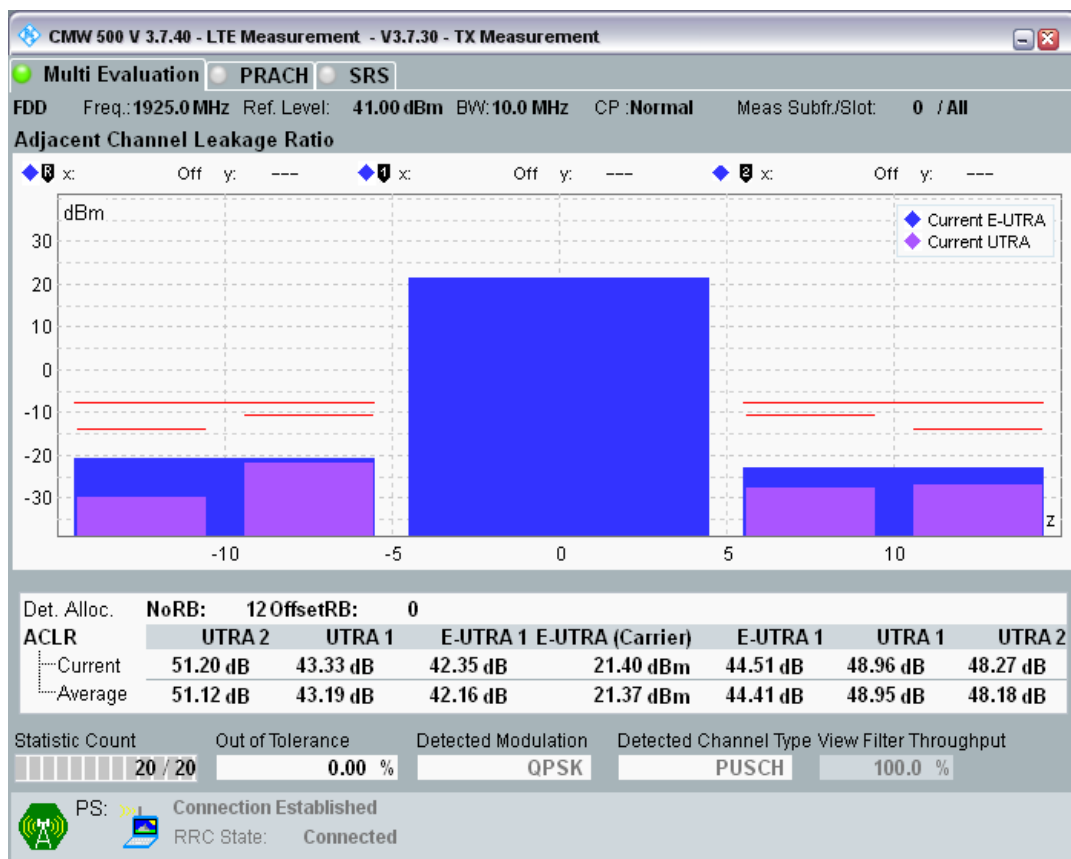 CMW 500 V 3.7.40 - LTE Measurement - V3.7.30 - TX Measurement
Multi Evaluation PRACH SRS
FDD Freq.: 1925.0 MHz Ref. Level: 41.00 dBm BW: 10.0 MHz CP :Normal Meas Subfr./Slot: 0 / All
Adjacent Channel Leakage Ratio
R x: Off y: --- 1 x: Off y: --- 2 x: Off y: ---
dBm
Current E-UTRA
Current UTRA
30
20
10
0
-10
-20
-30
z
-10 -5 0 5 10
Det. Alloc. NoRB: 12 OffsetRB: 0
ACLR UTRA 2 UTRA 1 E-UTRA 1 E-UTRA (Carrier) E-UTRA 1 UTRA 1 UTRA 2
Current 51.20 dB 43.33 dB 42.35 dB 21.40 dBm 44.51 dB 48.96 dB 48.27 dB
Average 51.12 dB 43.19 dB 42.16 dB 21.37 dBm 44.41 dB 48.95 dB 48.18 dB
Statistic Count Out of Tolerance Detected Modulation Detected Channel Type View Filter Throughput
20 / 20 0.00 % QPSK PUSCH 100.0 %
PS: Connection Established
RRC State: Connected